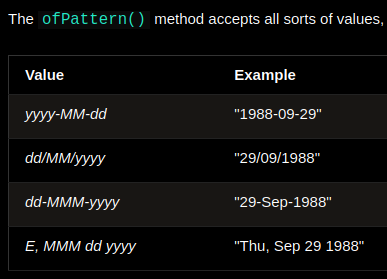 The ofPattern() method accepts all sorts of values,
Value Example
yyyy-MM-dd "1988-09-29"
dd/MM/yyyy "29/09/1988"
dd-MMM-yyyy "29-Sep-1988"
E, MMM dd yyyy "Thu, Sep 29 1988"